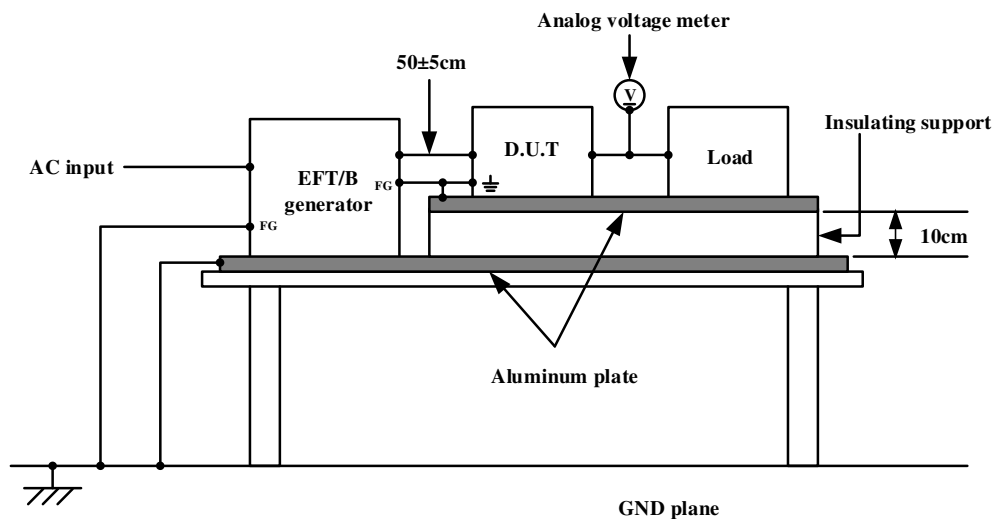 Analog voltage meter
50±5cm
V
Insulating support
D.U.T
Load
AC input
EFT/B
generator
FG
FG
10cm
Aluminum plate
GND plane